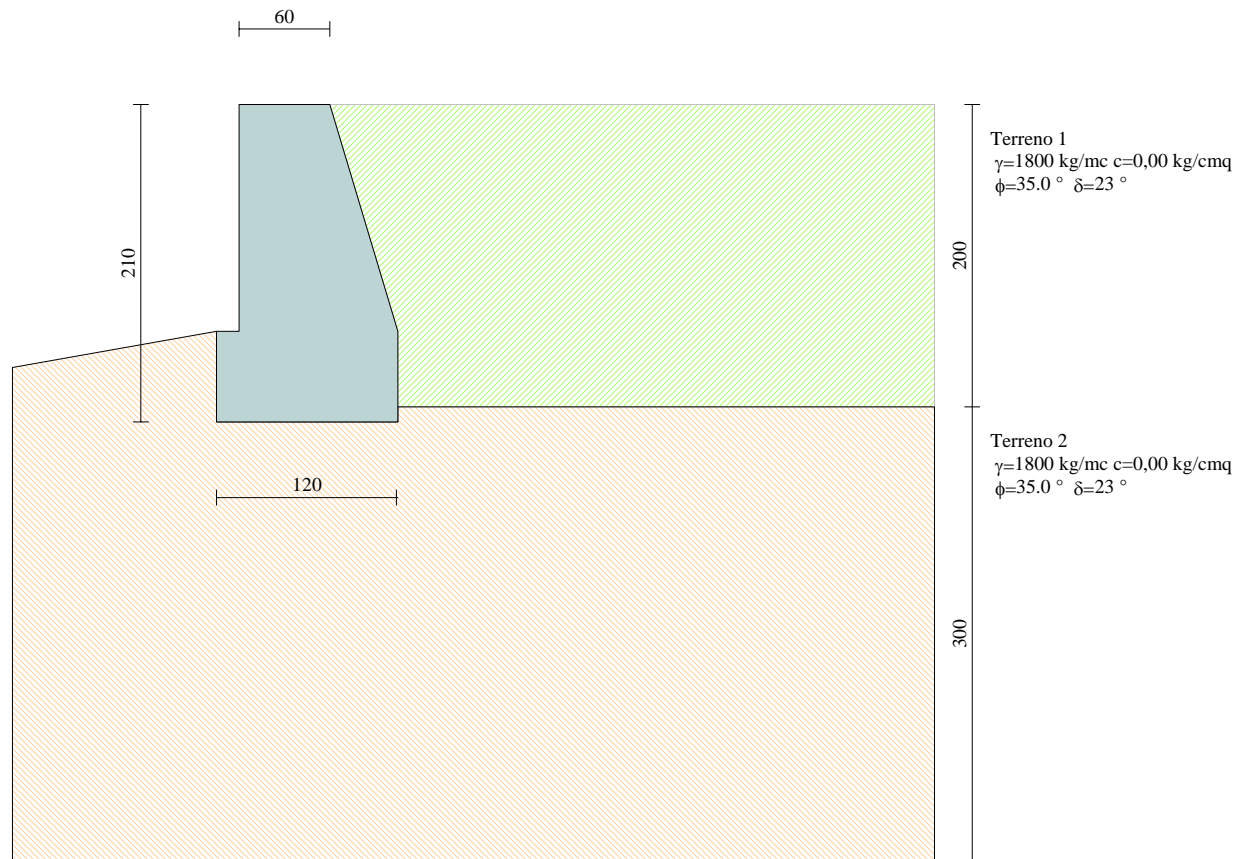 60
210
200
Terreno 1
γ=1800 kg/mc c=0,00 kg/cmq
ϕ=35.0 ° δ=23 °
Terreno 2
γ=1800 kg/mc c=0,00 kg/cmq
ϕ=35.0 ° δ=23 °
120
300